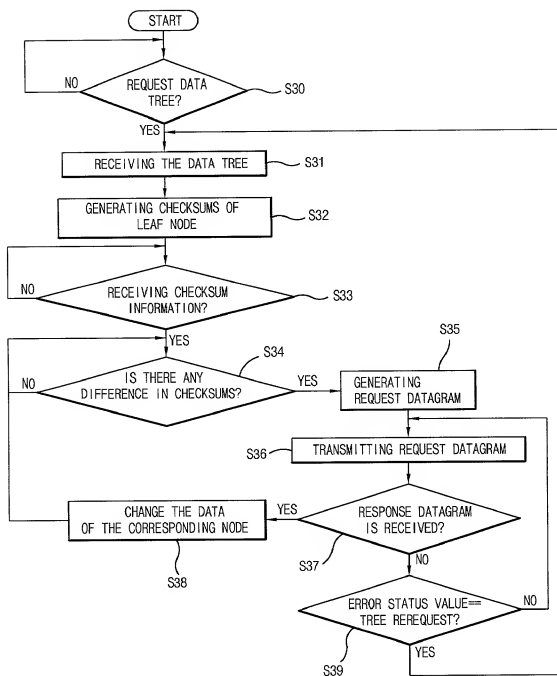 START
REQUEST DATA
TREE?
NO
S30
YES
RECEIVING THE DATA TREE
S31
GENERATING CHECKSUMS OF
LEAF NODE
S32
NO
RECEIVING CHECKSUM
INFORMATION?
S33
YES
S34
NO
IS THERE ANY
DIFFERENCE IN CHECKSUMS?
YES
S35
GENERATING
REQUEST DATAGRAM
S36
TRANSMITTING REQUEST DATAGRAM
CHANGE THE DATA
OF THE CORRESPONDING NODE
S38
YES
RESPONSE DATAGRAM
IS RECEIVED?
S37
NO
ERROR STATUS VALUE==
TREE REREQUEST?
NO
S39
YES